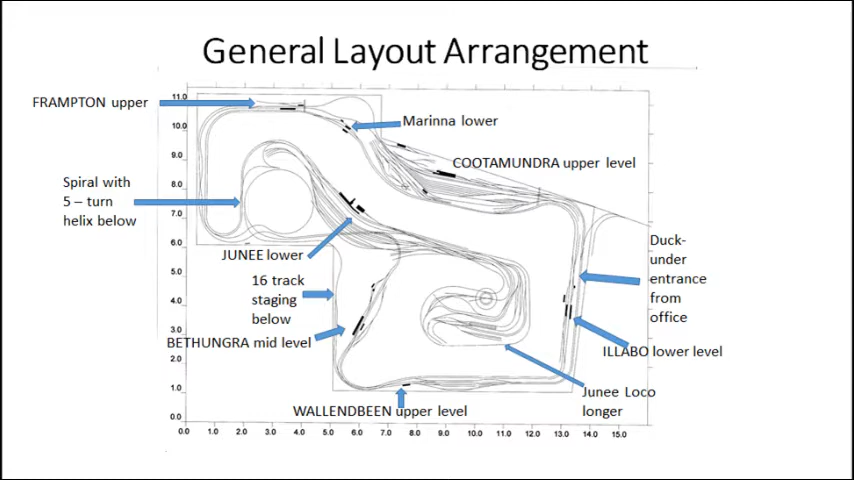 General Layout Arrangement
FRAMPTON upper
Marinna lower
COOTAMUNDRA upper level
Spiral with
5 – turn
helix below
JUNEE lower
16 track
staging
below
BETHUNGRA mid level
WALLENDBEEN upper level
Duck-
under
entrance
from
office
ILLABO lower level
Junee Loco
longer
11.0
10.0
9.0
8.0
7.0
6.0
5.0
4.0
3.0
2.0
1.0
0.0
0.0 1.0 2.0 3.0 4.0 5.0 6.0 7.0 8.0 9.0 10.0 11.0 12.0 13.0 14.0 15.0